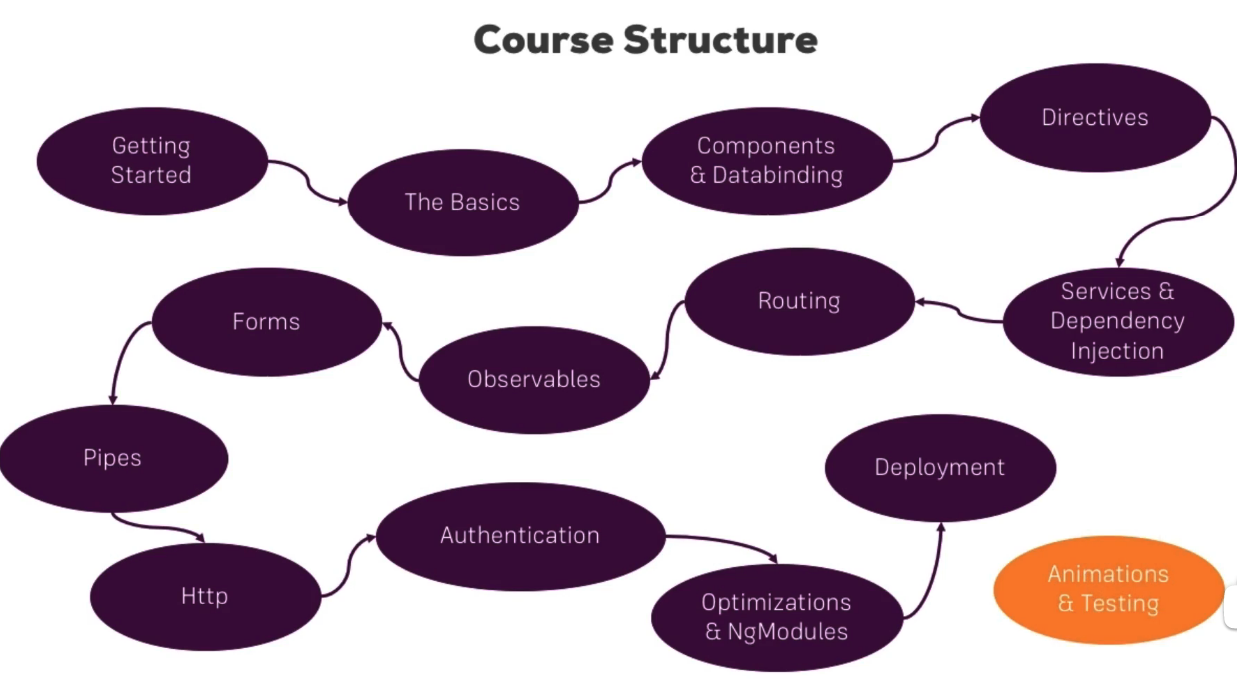 Course Structure
Getting
Started
The Basics
Components
& Databinding
Directives
Services &
Dependency
Injection
Routing
Observables
Forms
Pipes
Http
Authentication
Optimizations
& NgModules
Deployment
Animations
& Testing